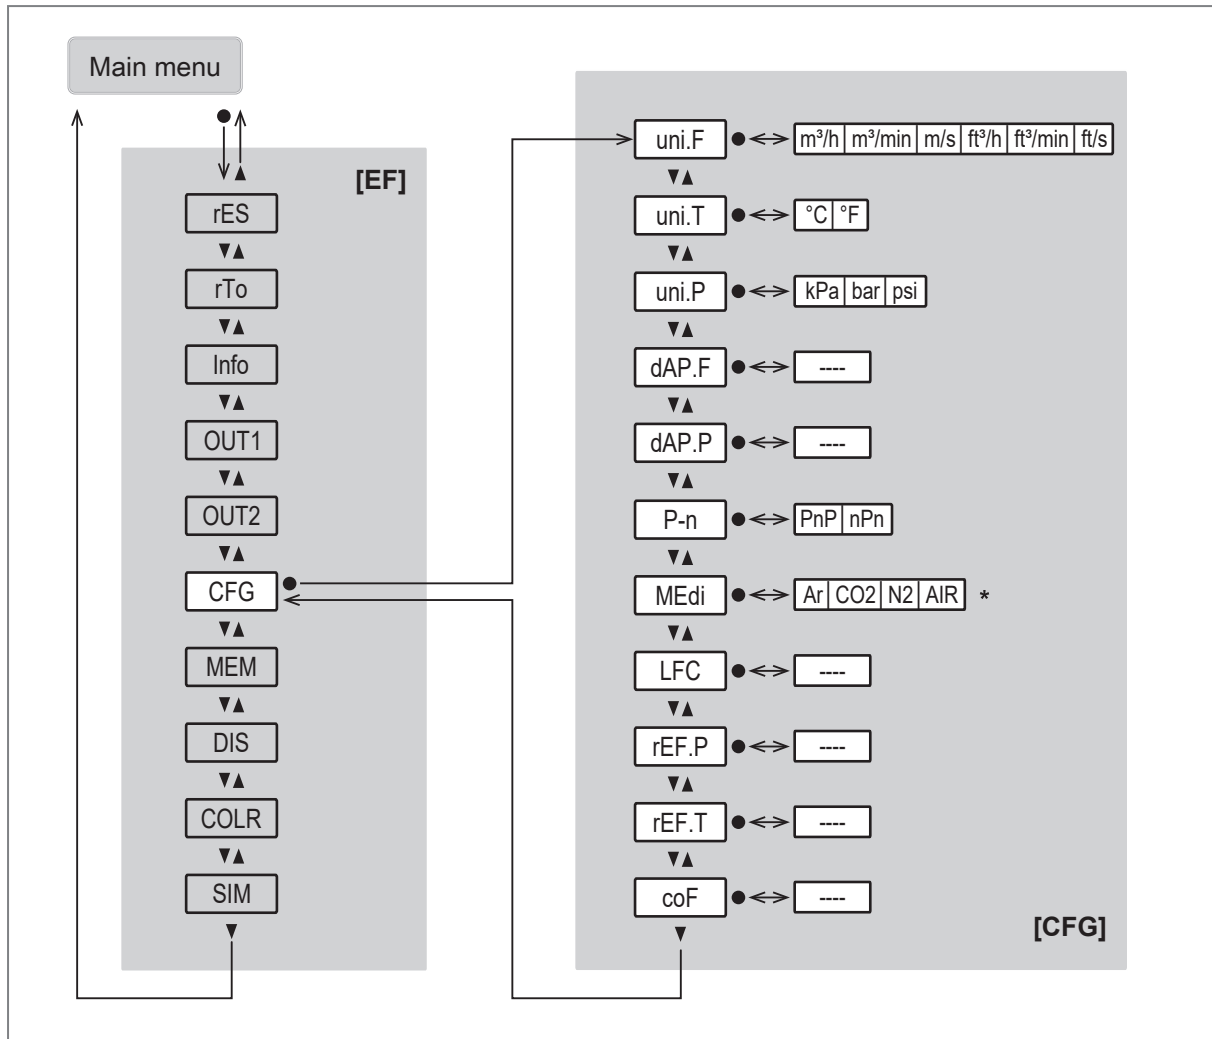 Main menu
[EF]
rES
rTo
Info
OUT1
OUT2
CFG
MEM
DIS
COLR
SIM
uni.F m³/h m³/min m/s ft³/h ft³/min ft/s
uni.T °C °F
uni.P kPa bar psi
dAP.F ----
dAP.P ----
P-n PnP nPn
MEdi Ar CO2 N2 AIR *
LFC ----
rEF.P ----
rEF.T ----
coF ----
[CFG]